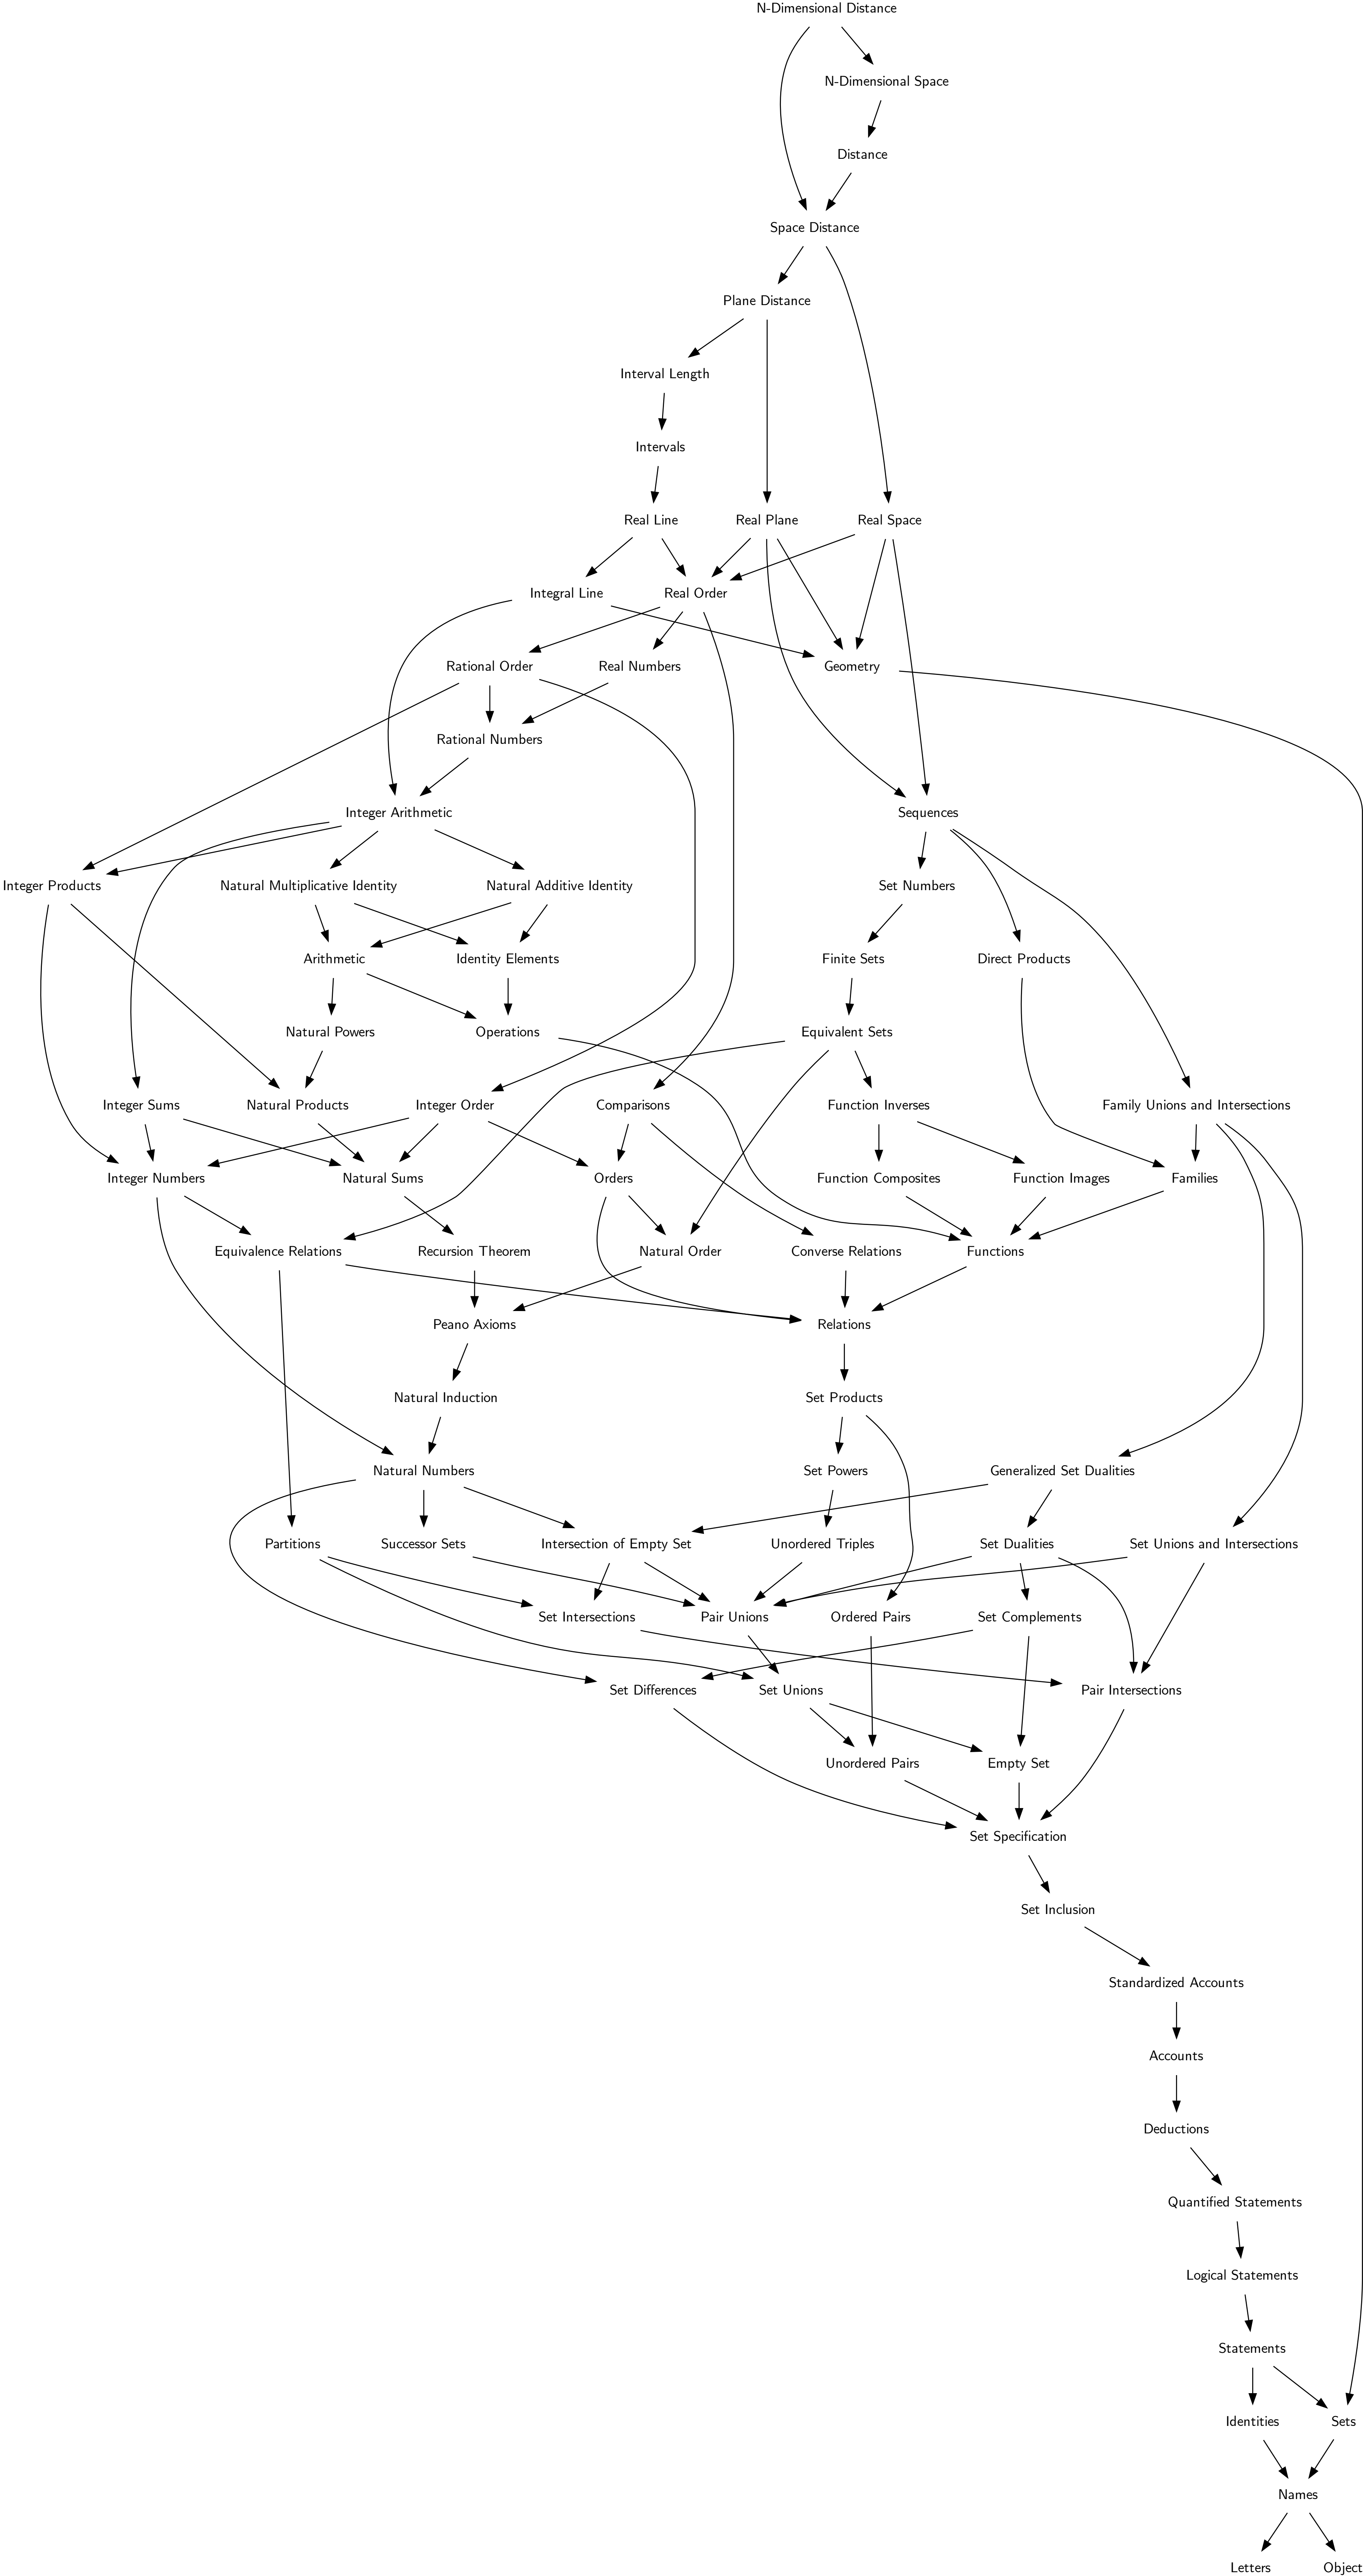 N-Dimensional Distance
N-Dimensional Space
Distance
Space Distance
Plane Distance
Interval Length
Intervals
Real Line
Real Plane
Real Space
Integral Line
Real Order
Rational Order
Real Numbers
Geometry
Rational Numbers
Integer Arithmetic
Sequences
Integer Products
Natural Multiplicative Identity
Natural Additive Identity
Set Numbers
Arithmetic
Identity Elements
Finite Sets
Direct Products
Natural Powers
Operations
Equivalent Sets
Integer Sums
Natural Products
Integer Order
Comparisons
Function Inverses
Family Unions and Intersections
Integer Numbers
Natural Sums
Orders
Function Composites
Function Images
Families
Equivalence Relations
Recursion Theorem
Natural Order
Converse Relations
Functions
Peano Axioms
Relations
Natural Induction
Set Products
Natural Numbers
Set Powers
Generalized Set Dualities
Partitions
Successor Sets
Intersection of Empty Set
Unordered Triples
Set Dualities
Set Unions and Intersections
Set Intersections
Pair Unions
Ordered Pairs
Set Complements
Set Differences
Set Unions
Pair Intersections
Unordered Pairs
Empty Set
Set Specification
Set Inclusion
Standardized Accounts
Accounts
Deductions
Quantified Statements
Logical Statements
Statements
Identities
Sets
Names
Letters
Object